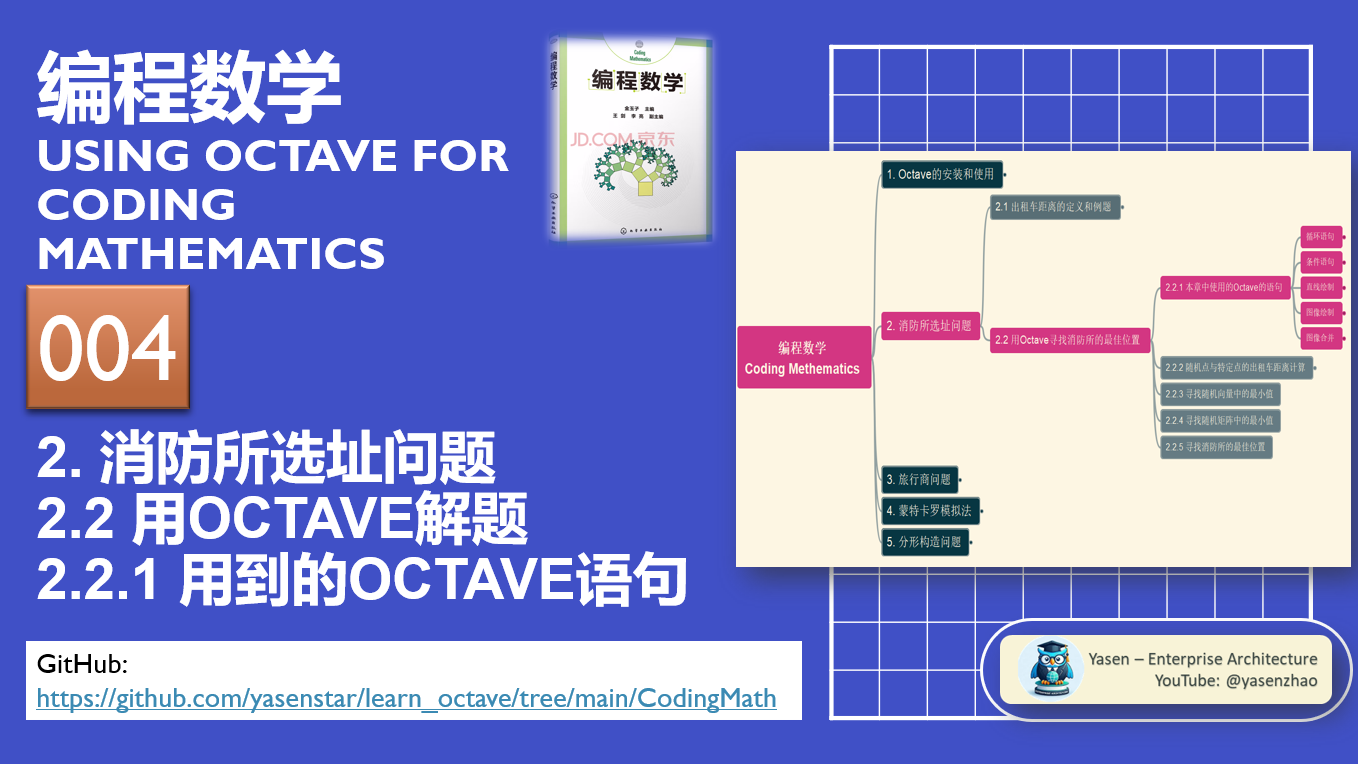 编程数学
USING OCTAVE FOR
CODING
MATHEMATICS
004
2. 消防所选址问题
2.2 用OCTAVE解题
2.2.1 用到的OCTAVE语句
GitHub:
https://github.com/yasenstar/learn_octave/tree/main/CodingMath
编程数学
Coding
Mathematics
编程数学
JD.COM 京东
化学工业出版社
编程数学
Coding Methematics
1. Octave的安装和使用
2. 消防所选址问题
2.1 出租车距离的定义和例题
2.2 用Octave寻找消防所的最佳位置
2.2.1 本章中使用的Octave的语句
循环语句
条件语句
直线绘制
图像绘制
图像合并
2.2.2 随机点与特定点的出租车距离计算
2.2.3 寻找随机向量中的最小值
2.2.4 寻找随机矩阵中的最小值
2.2.5 寻找消防所的最佳位置
3. 旅行商问题
4. 蒙特卡罗模拟法
5. 分形构造问题
Yasen – Enterprise Architecture
YouTube: @yasenzhao